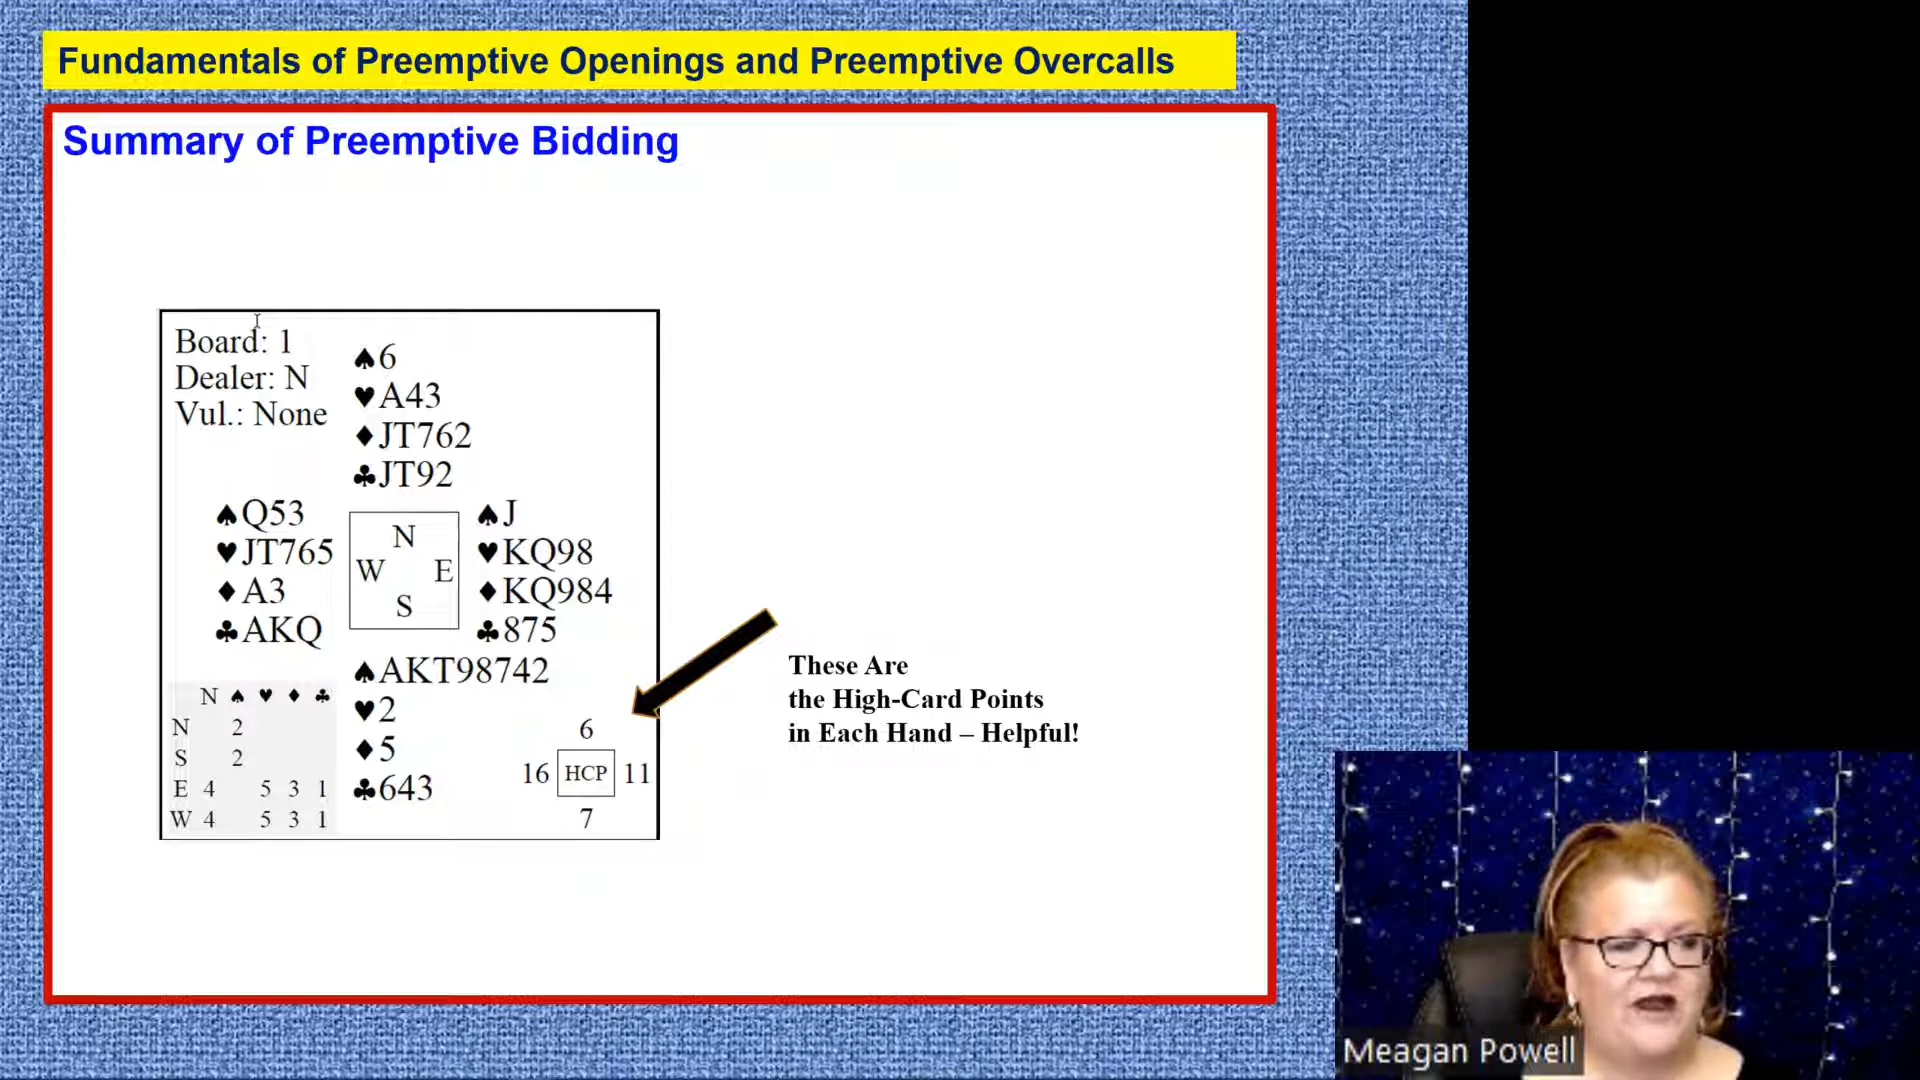 Fundamentals of Preemptive Openings and Preemptive Overcalls
Summary of Preemptive Bidding
Board: 1
Dealer: N
Vul.: None
♠6
♥A43
♦JT762
♣JT92
♠Q53
♥JT765
♦A3
♣AKQ
N
W E
S
♠J
♥KQ98
♦KQ984
♣875
♠AKT98742
♥2
♦5
♣643
N ♠ ♥ ♦ ♣
N 2
S 2
E 4 5 3 1
W 4 5 3 1
6
16 HCP 11
7
These Are
the High-Card Points
in Each Hand – Helpful!
Meagan Powell